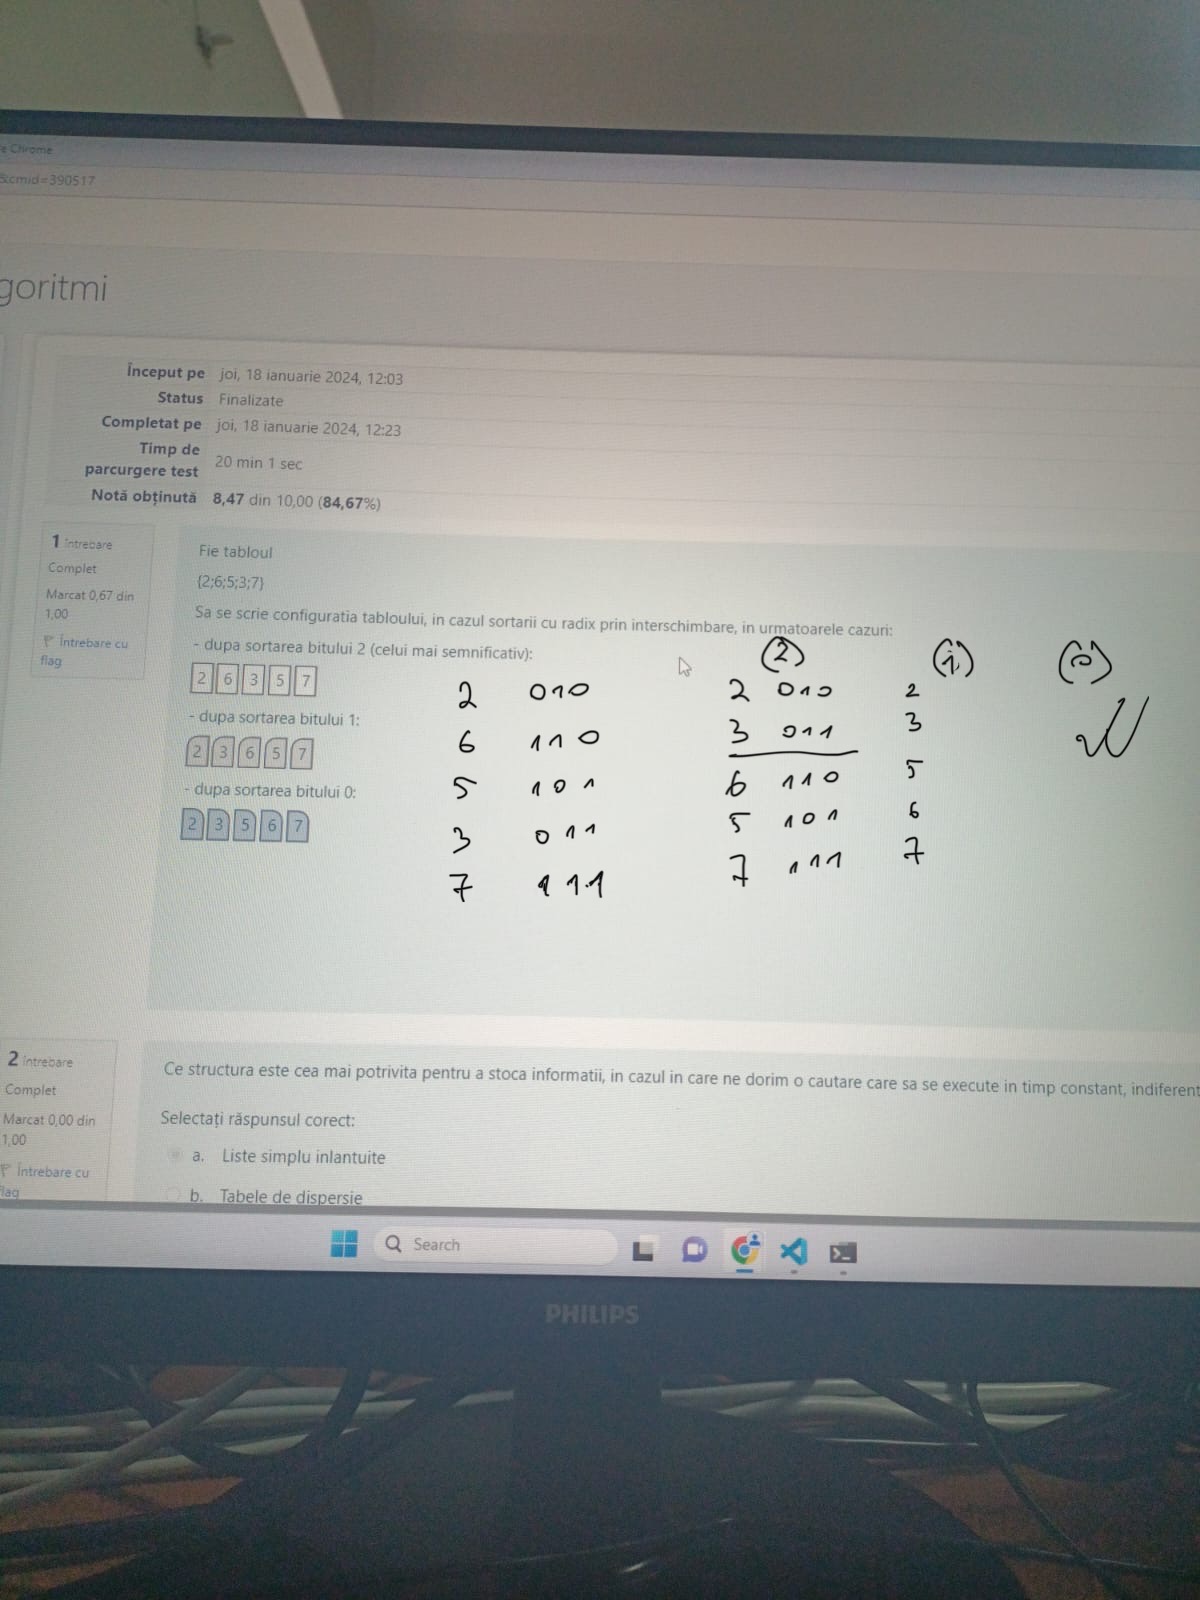 e Chrome
&cmid=390517
goritmi
Început pe joi, 18 ianuarie 2024, 12:03
Status Finalizate
Completat pe joi, 18 ianuarie 2024, 12:23
Timp de parcurgere test 20 min 1 sec
Notă obținută 8,47 din 10,00 (84,67%)
1 Întrebare
Complet
Marcat 0,67 din
1,00
Întrebare cu
flag
Fie tabloul
{2;6;5;3;7}
Sa se scrie configuratia tabloului, in cazul sortarii cu radix prin interschimbare, in urmatoarele cazuri:
- dupa sortarea bitului 2 (celui mai semnificativ):
2 6 3 5 7
- dupa sortarea bitului 1:
2 3 6 5 7
- dupa sortarea bitului 0:
2 3 5 6 7
2 010
6 110
5 101
3 011
7 111
(2)
2 010
3 011
6 110
5 101
7 111
(1)
2
3
5
6
7
(0)
2 întrebare
Complet
Marcat 0,00 din
1,00
Întrebare cu
flag
Ce structura este cea mai potrivita pentru a stoca informatii, in cazul in care ne dorim o cautare care sa se execute in timp constant, indiferent
Selectați răspunsul corect:
a. Liste simplu inlantuite
b. Tabele de dispersie
Search
PHILIPS